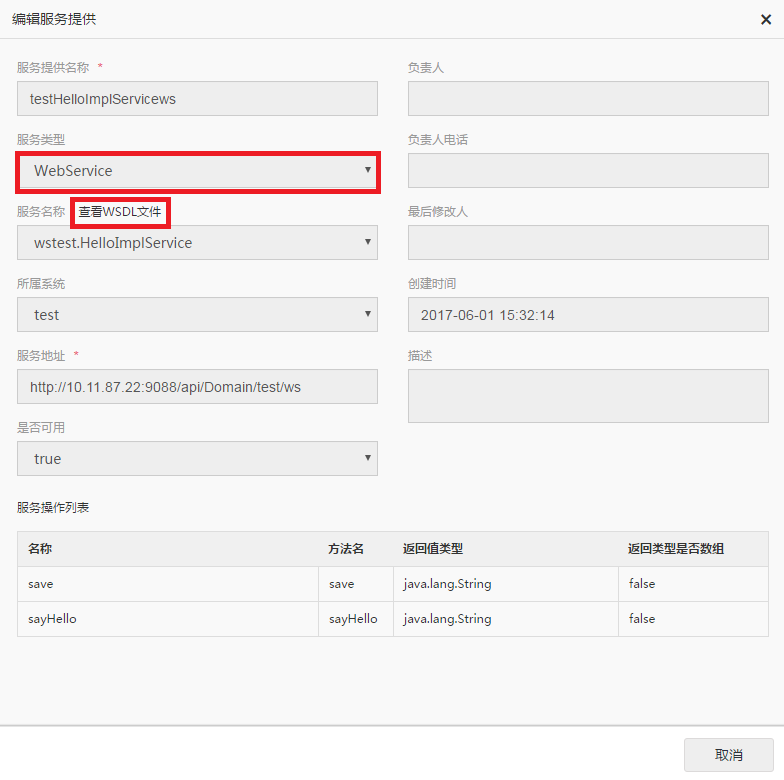 编辑服务提供
服务提供名称 *
testHelloImplServicews
服务类型
WebService
服务名称 查看WSDL文件
wstest.HelloImplService
所属系统
test
服务地址 *
http://10.11.87.22:9088/api/Domain/test/ws
是否可用
true
负责人
负责人电话
最后修改人
创建时间
2017-06-01 15:32:14
描述
服务操作列表
名称 方法名 返回值类型 返回类型是否数组
save save java.lang.String false
sayHello sayHello java.lang.String false
取消